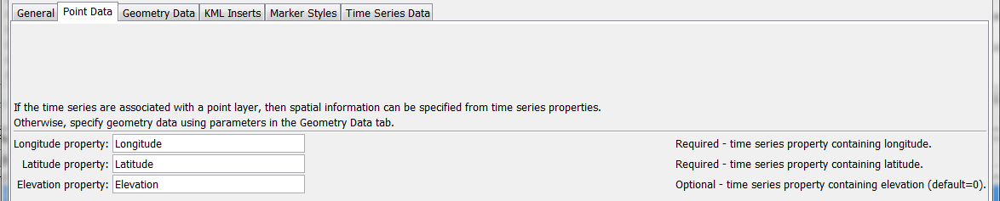 General Point Data Geometry Data KML Inserts Marker Styles Time Series Data
If the time series are associated with a point layer, then spatial information can be specified from time series properties.
Otherwise, specify geometry data using parameters in the Geometry Data tab.
Longitude property: Longitude Required - time series property containing longitude.
Latitude property: Latitude Required - time series property containing latitude.
Elevation property: Elevation Optional - time series property containing elevation (default=0).